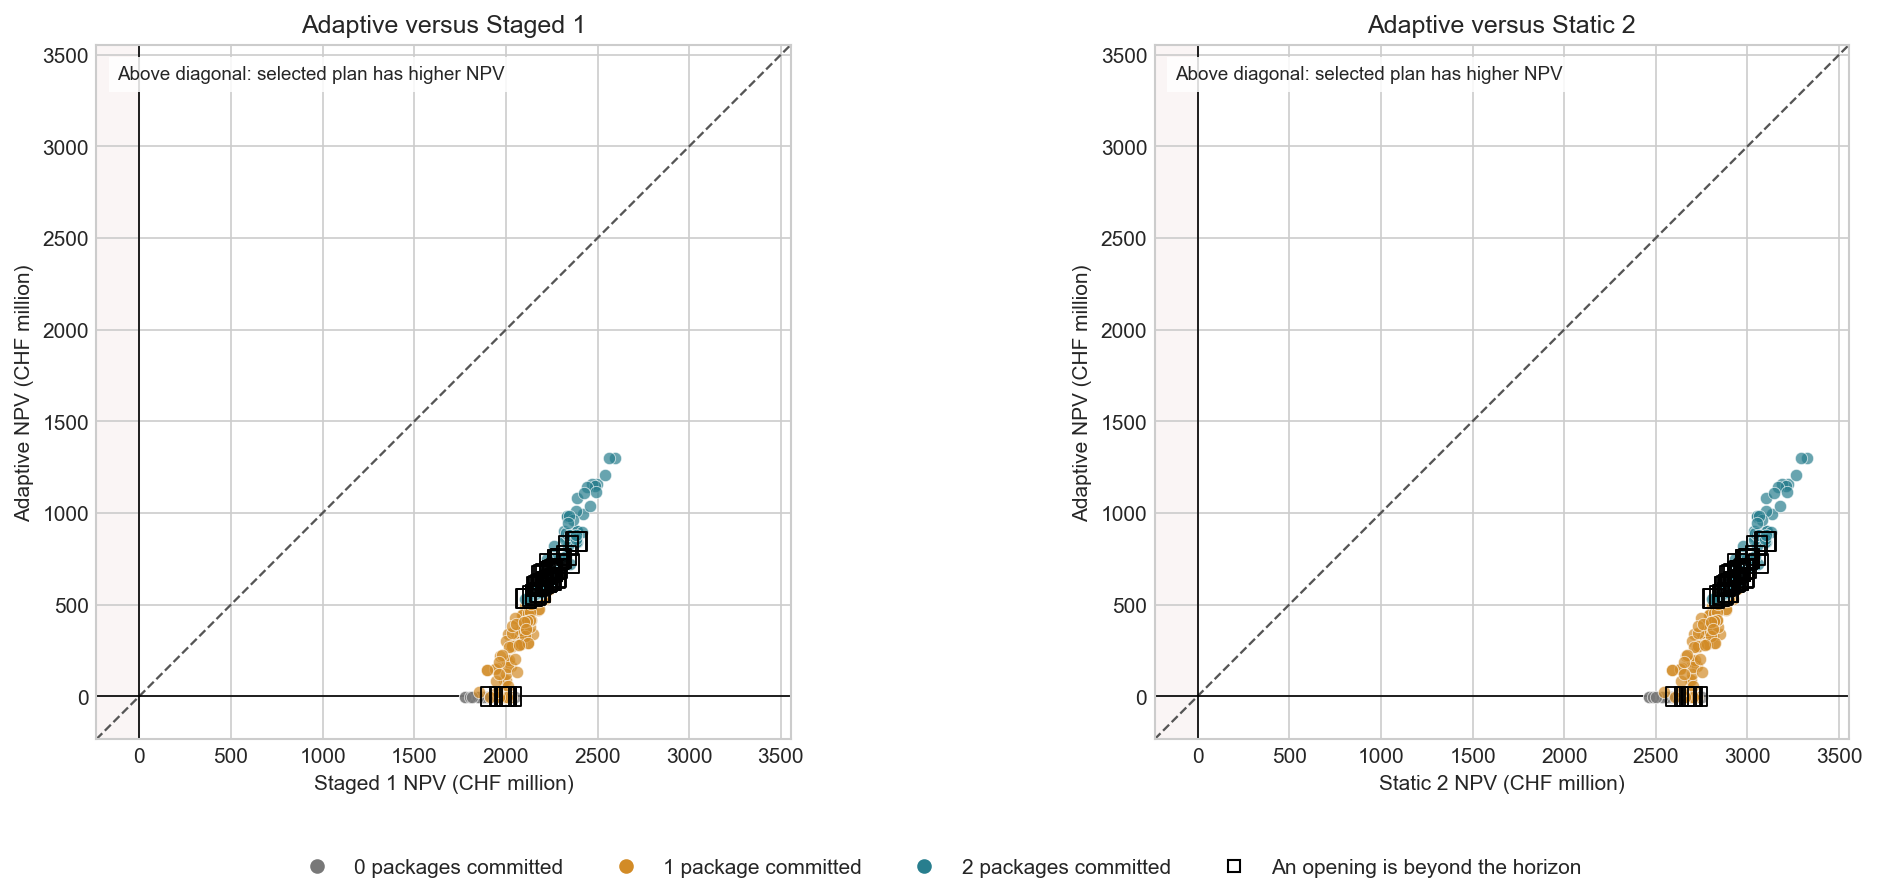 Adaptive versus Staged 1
Above diagonal: selected plan has higher NPV
Adaptive NPV (CHF million)
3500
3000
2500
2000
1500
1000
500
0
0 500 1000 1500 2000 2500 3000 3500
Staged 1 NPV (CHF million)
Adaptive versus Static 2
Above diagonal: selected plan has higher NPV
Adaptive NPV (CHF million)
3500
3000
2500
2000
1500
1000
500
0
0 500 1000 1500 2000 2500 3000 3500
Static 2 NPV (CHF million)
0 packages committed 1 package committed 2 packages committed An opening is beyond the horizon